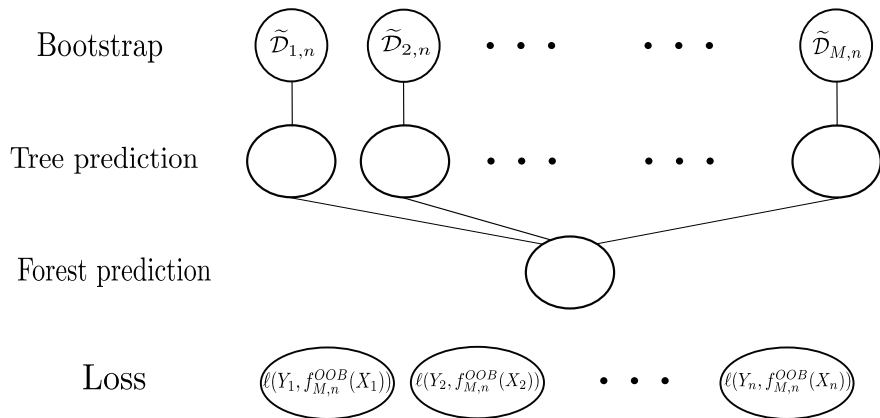 Bootstrap $\widetilde{\mathcal{D}}_{1,n}$ $\widetilde{\mathcal{D}}_{2,n}$ • • • • • • $\widetilde{\mathcal{D}}_{M,n}$
Tree prediction • • • • • •
Forest prediction
Loss $\ell(Y_1, f_{M,n}^{OOB}(X_1))$ $\ell(Y_2, f_{M,n}^{OOB}(X_2))$ • • • $\ell(Y_n, f_{M,n}^{OOB}(X_n))$